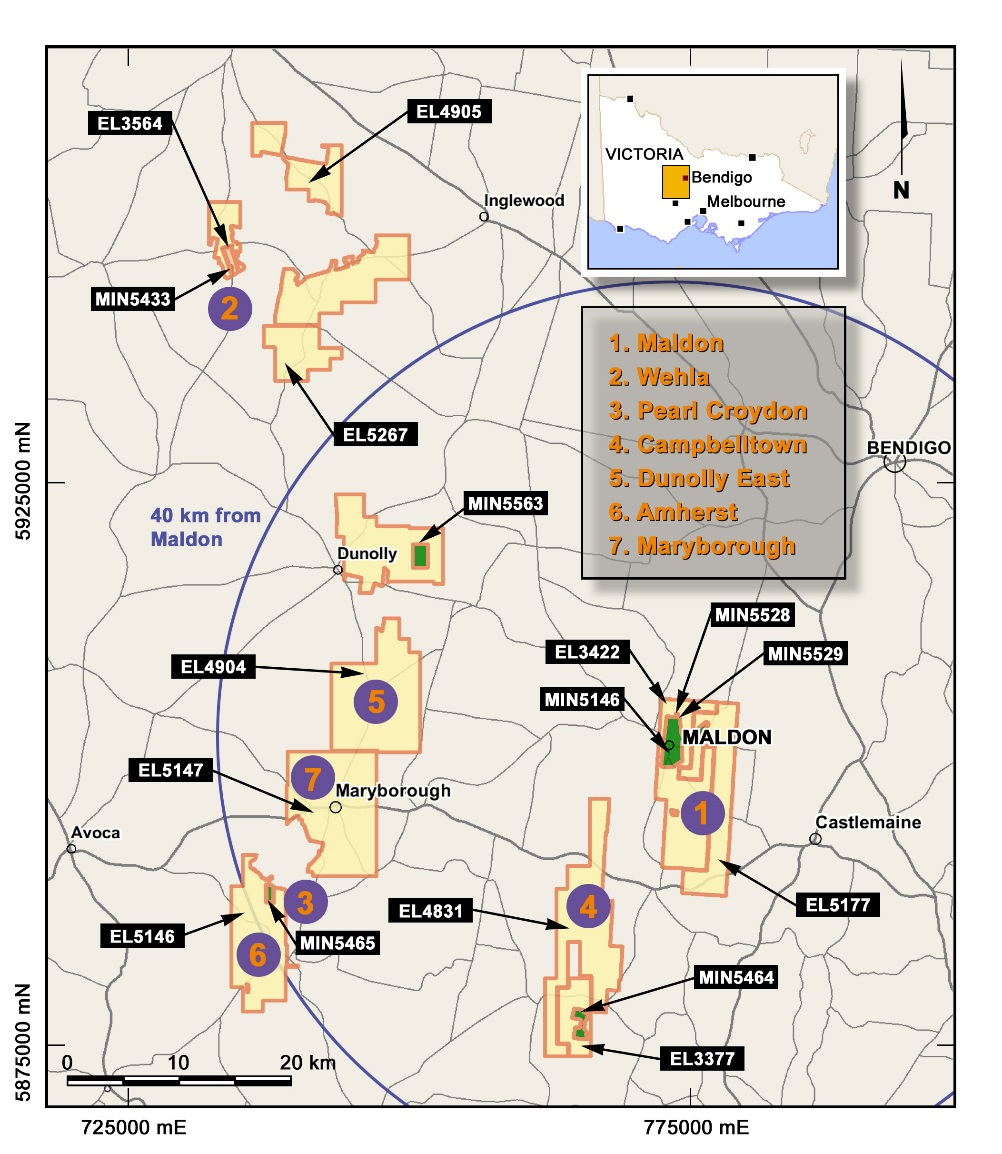 EL3564
EL4905
VICTORIA
Bendigo
Melbourne
N
Inglewood
MIN5433
2
1. Maldon
2. Wehla
3. Pearl Croydon
4. Campbelltown
5. Dunolly East
6. Amherst
7. Maryborough
EL5267
BENDIGO
5925000 mN
40 km from
Maldon
MIN5563
Dunolly
MIN5528
EL3422
MIN5529
EL4904
MIN5146
5
MALDON
EL5147
7
Maryborough
1
Avoca
Castlemaine
3
EL4831
4
EL5177
EL5146
MIN5465
6
MIN5464
5875000 mN
0 10 20 km
EL3377
725000 mE
775000 mE